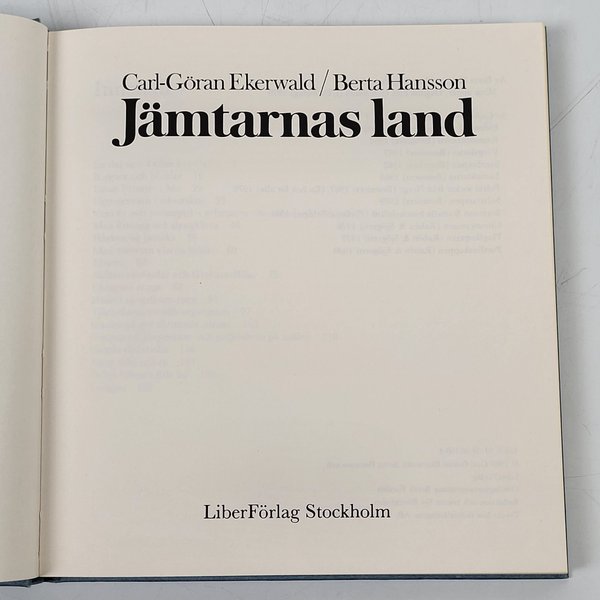 Carl-Göran Ekerwald / Berta Hansson
Jämtarnas land
LiberFörlag Stockholm